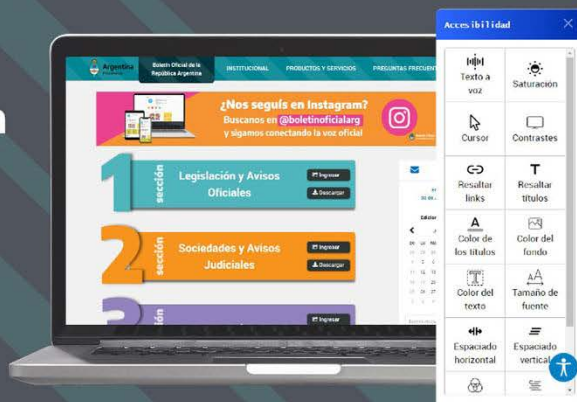 Argentina
Boletín Oficial de la
República Argentina
INSTITUCIONAL
PRODUCTOS Y SERVICIOS
PREGUNTAS FRECUENT
¿Nos seguís en Instagram?
Buscanos en @boletinoficialarg
y sigamos conectando la voz oficial
1 sección
Legislación y Avisos
Oficiales
Ingresar
Descargar
2 sección
Sociedades y Avisos
Judiciales
Ingresar
Descargar
sección
Ingresar
Accesibilidad
Texto a
voz
Saturación
Cursor
Contrastes
Resaltar
links
Resaltar
títulos
Color de
los títulos
Color del
fondo
Color del
texto
Tamaño de
fuente
Espaciado
horizontal
Espaciado
vertical